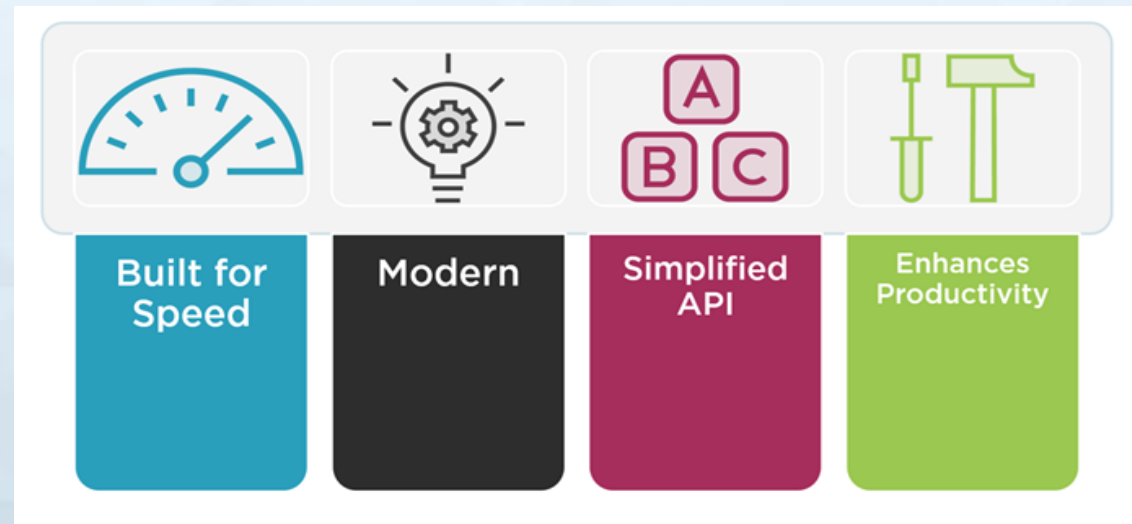 A
B C
Built for
Speed
Modern
Simplified
API
Enhances
Productivity